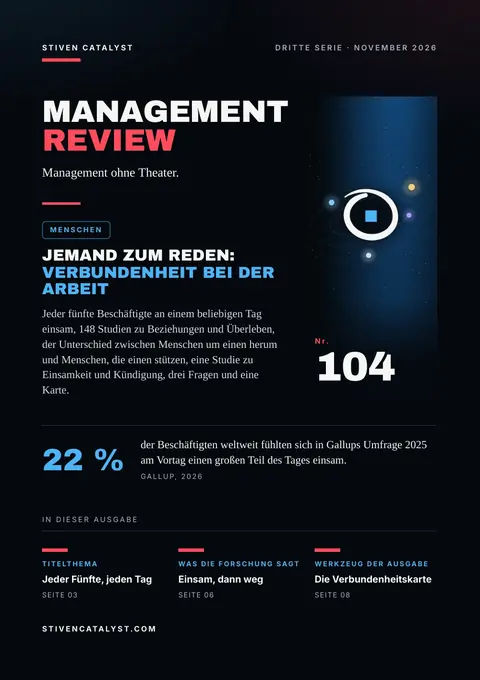 STIVEN CATALYST
DRITTE SERIE · NOVEMBER 2026
MANAGEMENT
REVIEW
Management ohne Theater.
MENSCHEN
JEMAND ZUM REDEN:
VERBUNDENHEIT BEI DER
ARBEIT
Jeder fünfte Beschäftigte an einem beliebigen Tag
einsam, 148 Studien zu Beziehungen und Überleben,
der Unterschied zwischen Menschen um einen herum
und Menschen, die einen stützen, eine Studie zu
Einsamkeit und Kündigung, drei Fragen und eine
Karte.
Nr.
104
22 %
der Beschäftigten weltweit fühlten sich in Gallups Umfrage 2025
am Vortag einen großen Teil des Tages einsam.
GALLUP, 2026
IN DIESER AUSGABE
TITELTHEMA
Jeder Fünfte, jeden Tag
SEITE 03
WAS DIE FORSCHUNG SAGT
Einsam, dann weg
SEITE 06
WERKZEUG DER AUSGABE
Die Verbundenheitskarte
SEITE 08
STIVENCATALYST.COM